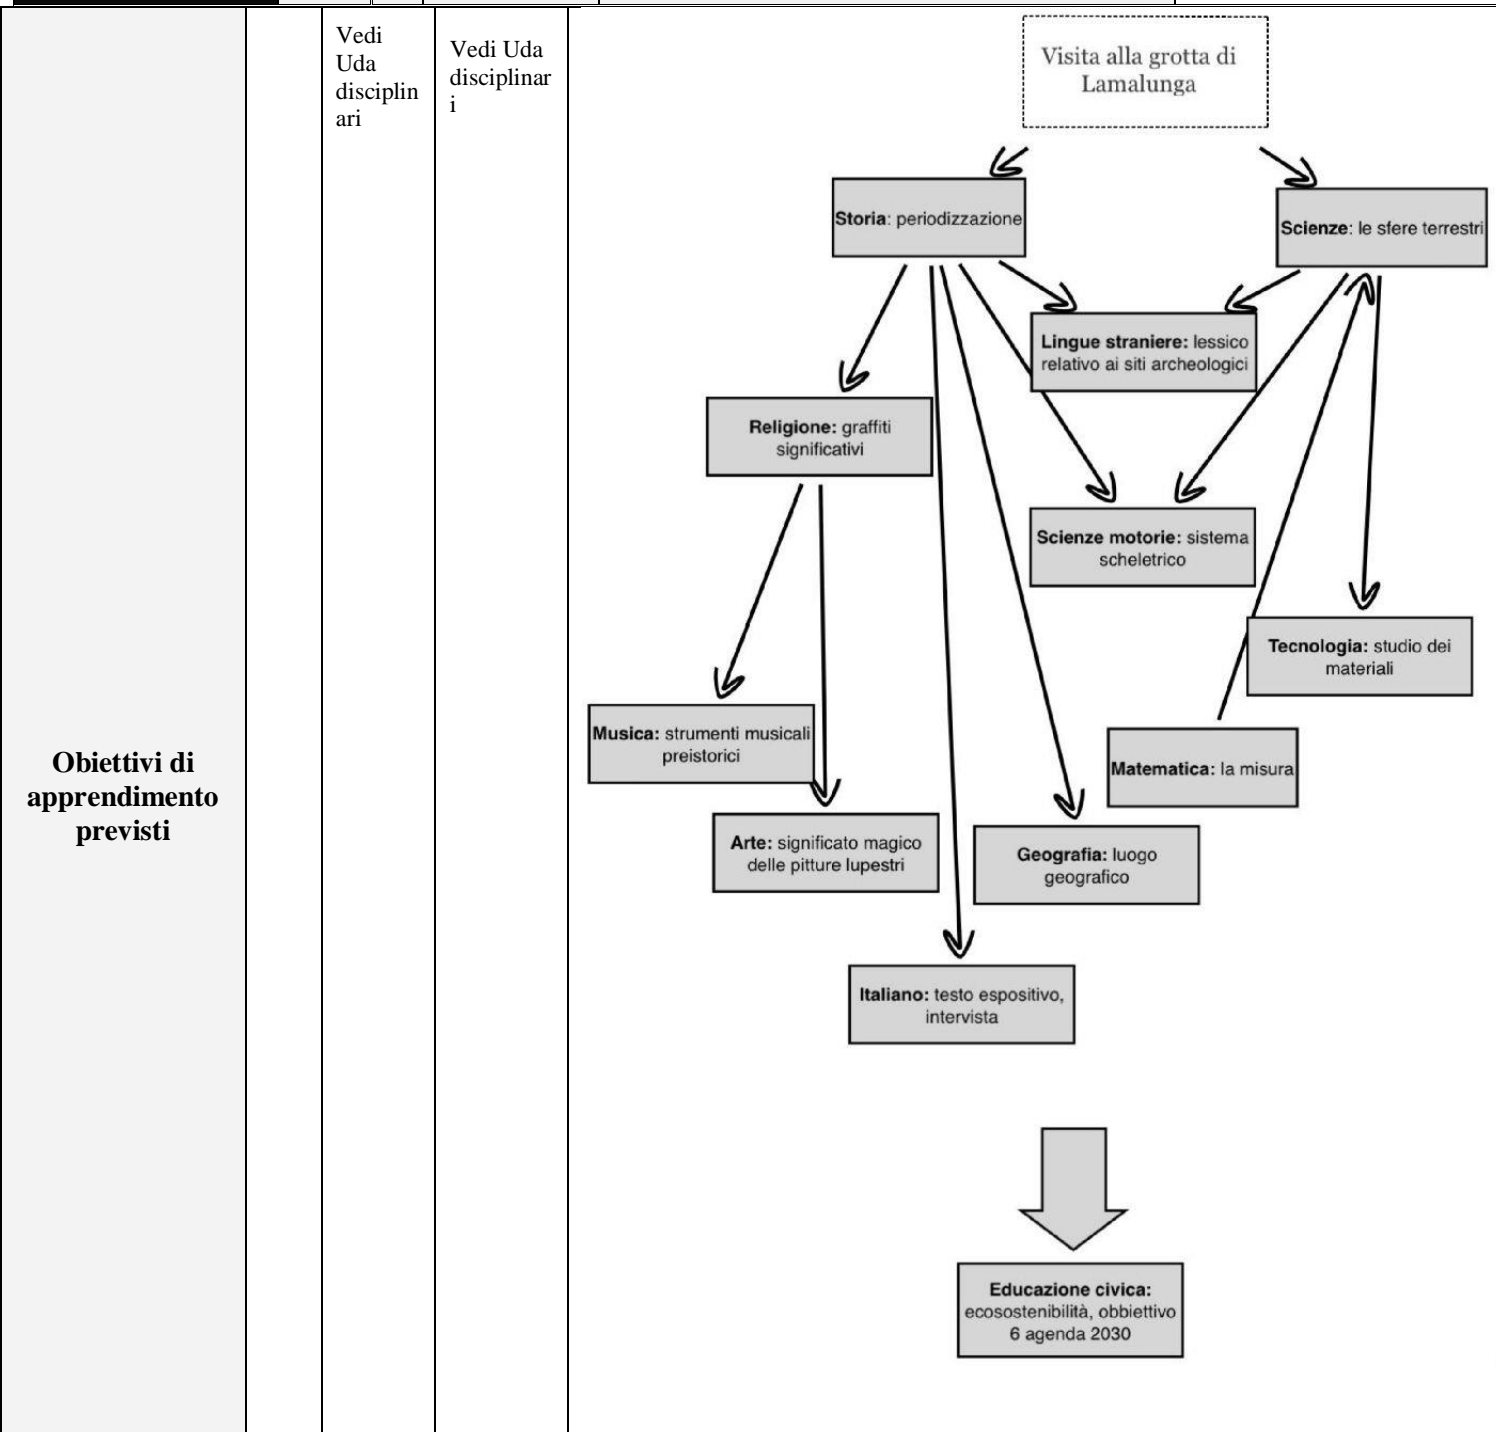 Obiettivi di
apprendimento
previsti
Vedi
Uda
disciplin
ari
Vedi Uda
disciplinar
i
Visita alla grotta di
Lamalunga
Storia: periodizzazione
Scienze: le sfere terrestri
Lingue straniere: lessico
relativo ai siti archeologici
Religione: graffiti
significativi
Scienze motorie: sistema
scheletrico
Tecnologia: studio dei
materiali
Musica: strumenti musicali
preistorici
Matematica: la misura
Arte: significato magico
delle pitture lupestri
Geografia: luogo
geografico
Italiano: testo espositivo,
intervista
Educazione civica:
ecosostenibilità, obbiettivo
6 agenda 2030